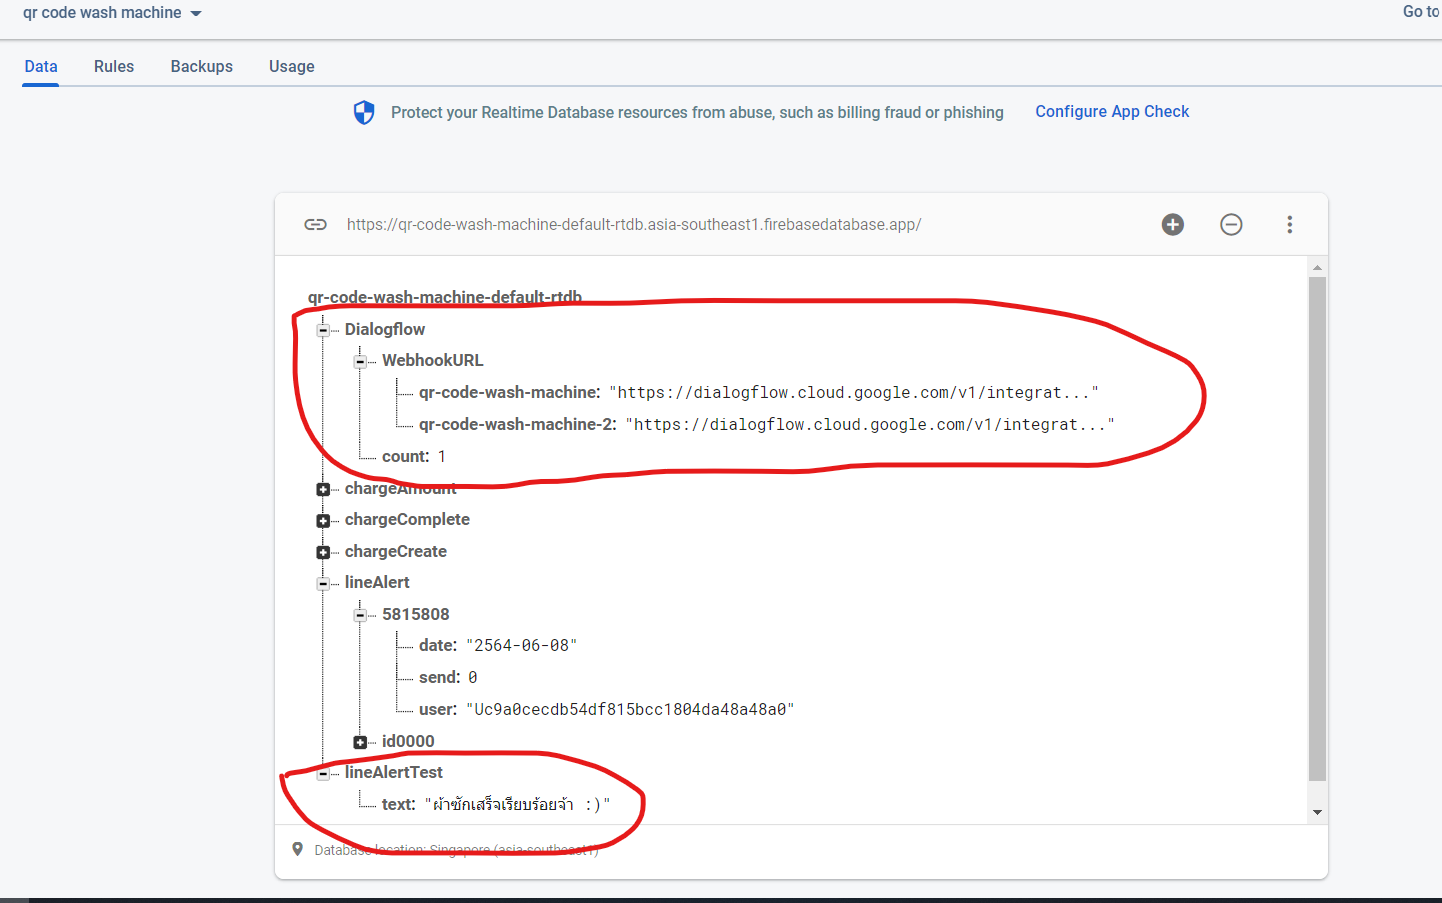 qr code wash machine
Go to
Data Rules Backups Usage
Protect your Realtime Database resources from abuse, such as billing fraud or phishing Configure App Check
https://qr-code-wash-machine-default-rtdb.asia-southeast1.firebasedatabase.app/
qr-code-wash-machine-default-rtdb
Dialogflow
WebhookURL
qr-code-wash-machine: "https://dialogflow.cloud.google.com/v1/integrat..."
qr-code-wash-machine-2: "https://dialogflow.cloud.google.com/v1/integrat..."
count: 1
chargeAmount
chargeComplete
chargeCreate
lineAlert
5815808
date: "2564-06-08"
send: 0
user: "Uc9a0cecdb54df815bcc1804da48a48a0"
id0000
lineAlertTest
text: "ผ้าซักเสร็จเรียบร้อยจ้า :)"
Database location: Singapore (asia-southeast1)